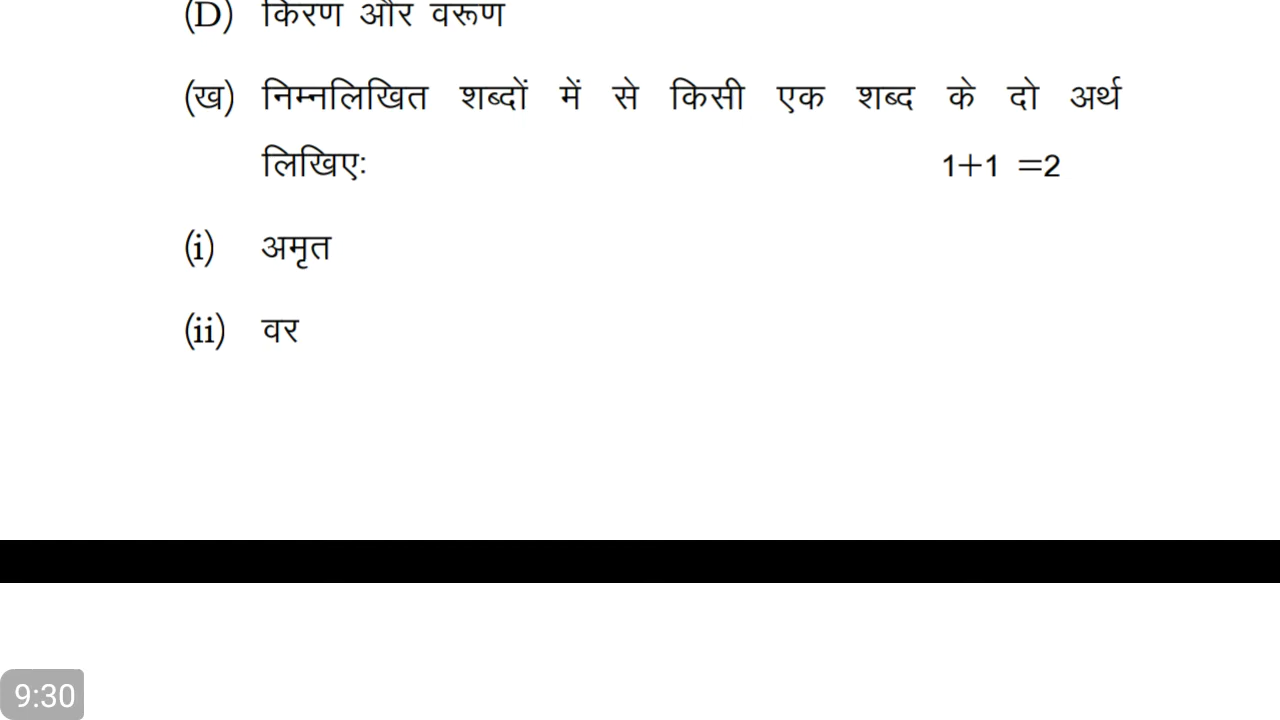 (D) किरण और वरूण
(ख) निम्नलिखित शब्दों में से किसी एक शब्द के दो अर्थ
लिखिए: 1+1 =2
(i) अमृत
(ii) वर
9:30